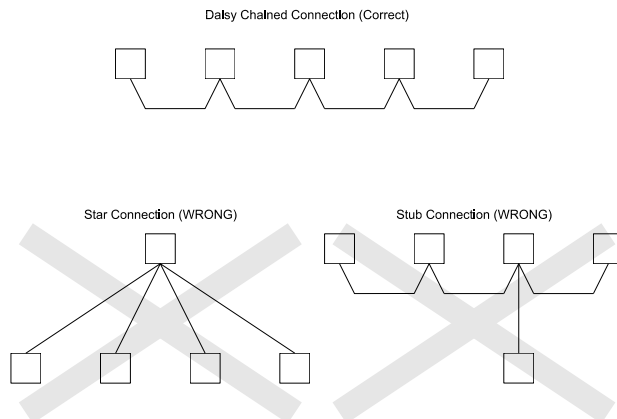 Daisy Chained Connection (Correct)
Star Connection (WRONG)
Stub Connection (WRONG)